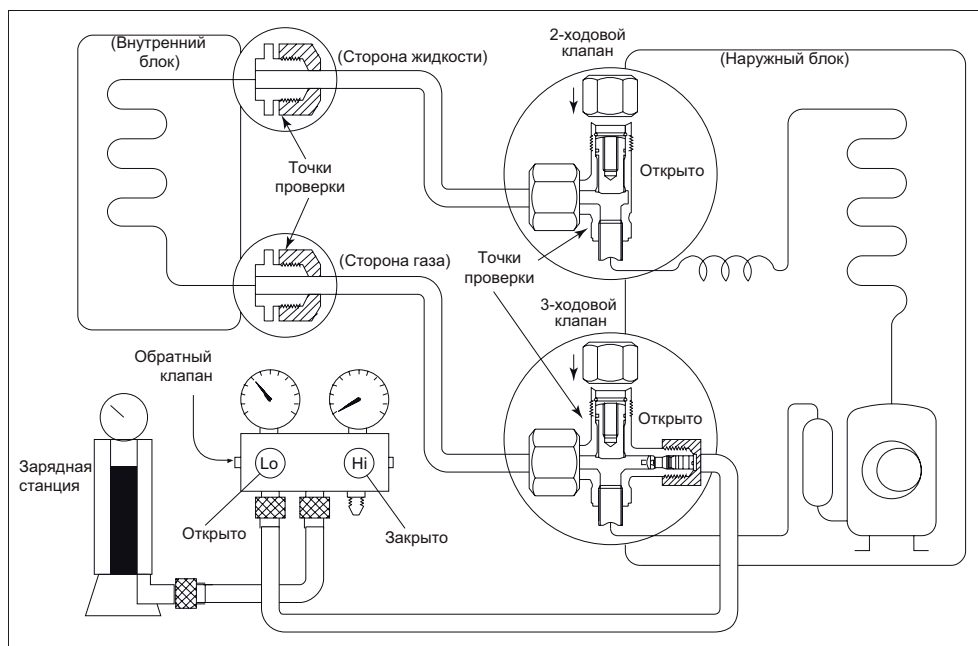 (Внутренний
блок)
(Сторона жидкости)
2-ходовой
клапан
(Наружный блок)
Точки
проверки
Открыто
(Сторона газа)
Точки
проверки
3-ходовой
клапан
Обратный
клапан
Открыто
Зарядная
станция
Lo
Hi
Открыто
Закрыто